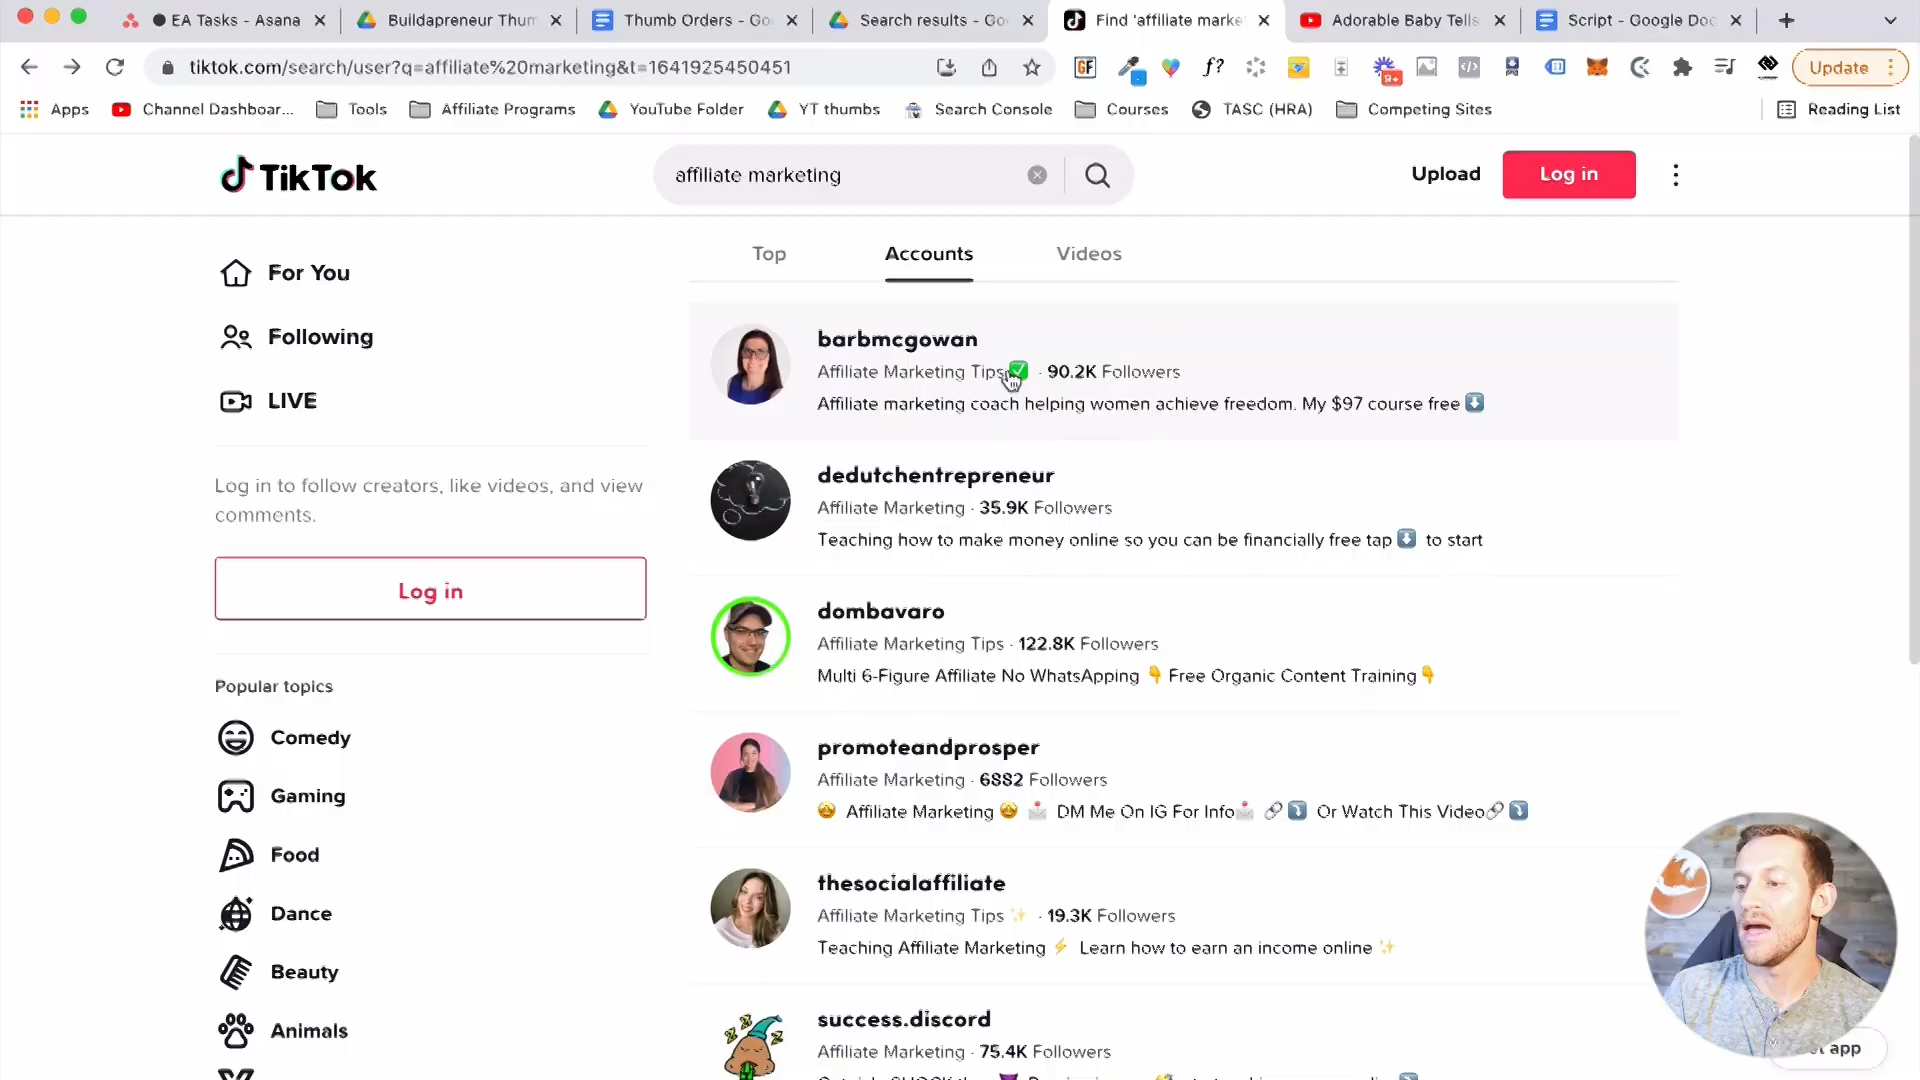 EA Tasks - Asana
Buildapreneur Thum
Thumb Orders - Go
Search results - Go
Find 'affiliate marke
Adorable Baby Tells
Script - Google Doc
tiktok.com/search/user?q=affiliate%20marketing&t=1641925450451
GF
f?
9+
Update
Apps
Channel Dashboar...
Tools
Affiliate Programs
YouTube Folder
YT thumbs
Search Console
Courses
TASC (HRA)
Competing Sites
Reading List
TikTok
affiliate marketing
Upload
Log in
For You
Following
LIVE
Log in to follow creators, like videos, and view
comments.
Log in
Popular topics
Comedy
Gaming
Food
Dance
Beauty
Animals
Top
Accounts
Videos
barbmcgowan
Affiliate Marketing Tips✅ · 90.2K Followers
Affiliate marketing coach helping women achieve freedom. My $97 course free ⬇️
dedutchentrepreneur
Affiliate Marketing · 35.9K Followers
Teaching how to make money online so you can be financially free tap ⬇️ to start
dombavaro
Affiliate Marketing Tips · 122.8K Followers
Multi 6-Figure Affiliate No WhatsApping 👇 Free Organic Content Training👇
promoteandprosper
Affiliate Marketing · 6882 Followers
🤩 Affiliate Marketing 🤩 📩 DM Me On IG For Info📩 🔗⤵️ Or Watch This Video🔗⤵️
thesocialaffiliate
Affiliate Marketing Tips ✨ · 19.3K Followers
Teaching Affiliate Marketing ⚡ Learn how to earn an income online ✨
success.discord
Affiliate Marketing · 75.4K Followers
app